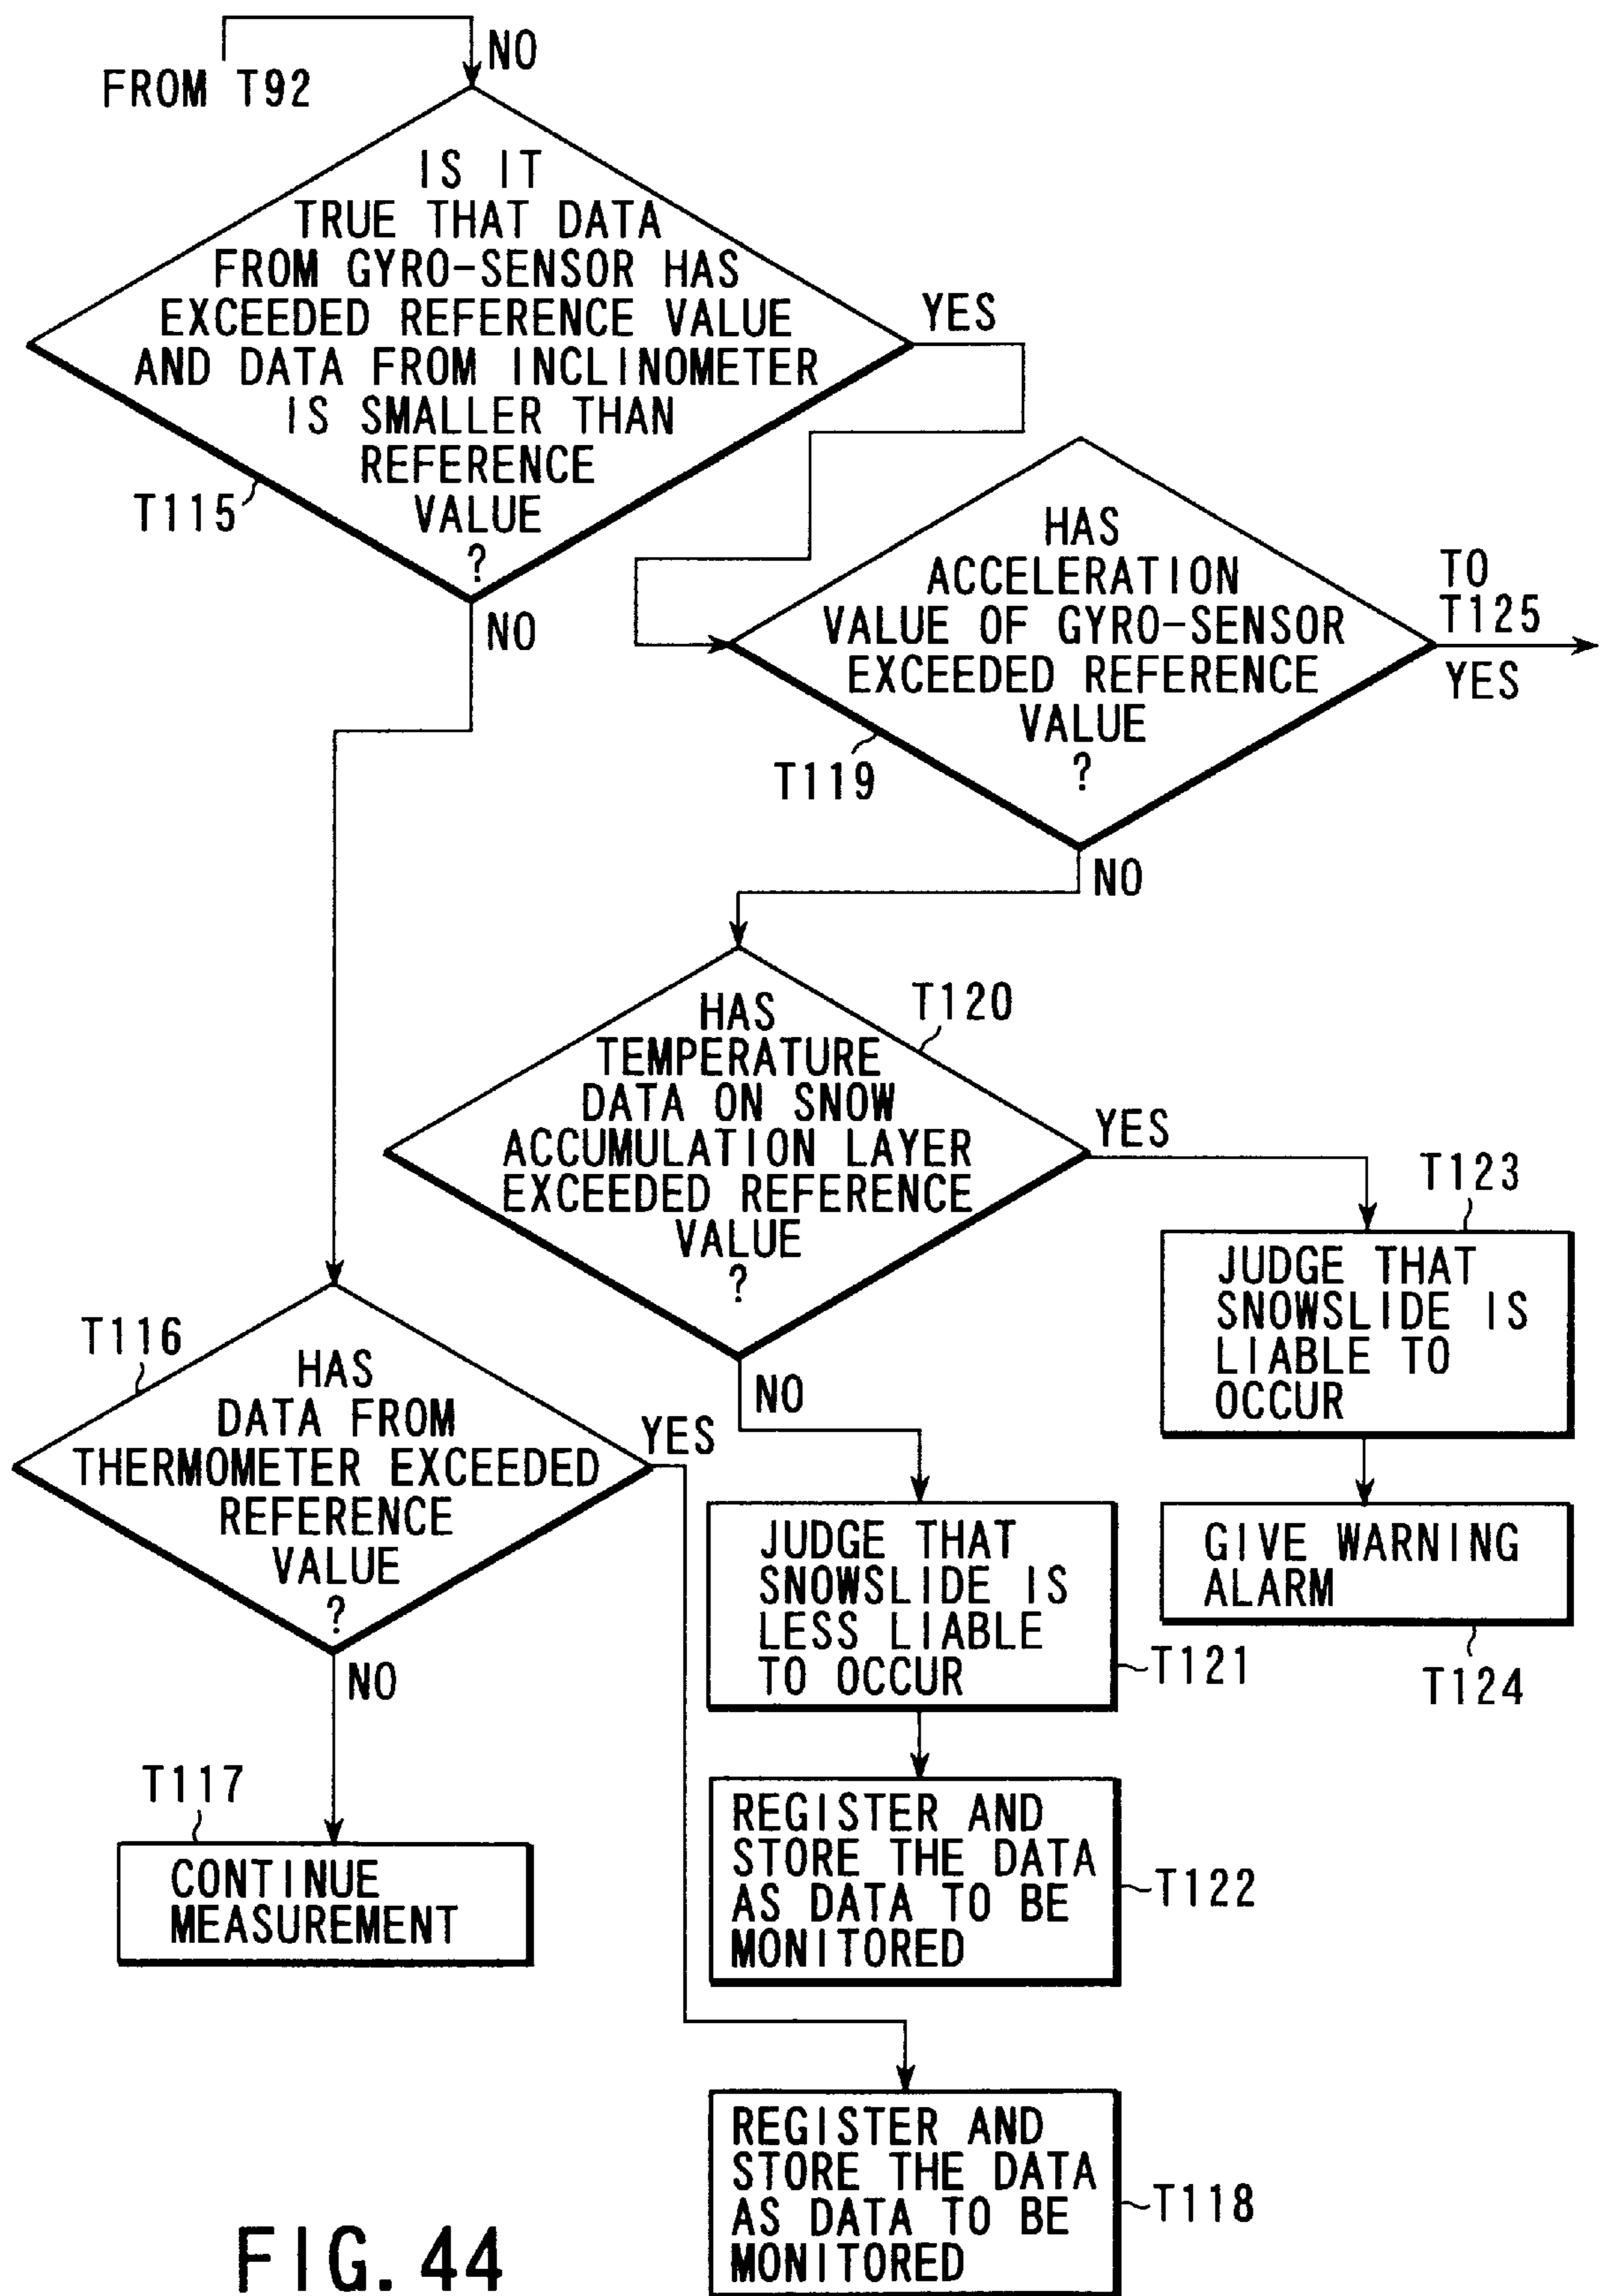 NO
FROM T92
IS IT
TRUE THAT DATA
FROM GYRO-SENSOR HAS
EXCEEDED REFERENCE VALUE
AND DATA FROM INCLINOMETER
IS SMALLER THAN
REFERENCE
VALUE
?
T115
YES
NO
HAS
ACCELERATION
VALUE OF GYRO-SENSOR
EXCEEDED REFERENCE
VALUE
?
T119
TO
T125
YES
NO
HAS
TEMPERATURE
DATA ON SNOW
ACCUMULATION LAYER
EXCEEDED REFERENCE
VALUE
?
T120
YES
T123
JUDGE THAT
SNOWSLIDE IS
LIABLE TO
OCCUR
GIVE WARNING
ALARM
T124
NO
T116
HAS
DATA FROM
THERMOMETER EXCEEDED
REFERENCE
VALUE
?
YES
NO
JUDGE THAT
SNOWSLIDE IS
LESS LIABLE
TO OCCUR
T121
T117
CONTINUE
MEASUREMENT
REGISTER AND
STORE THE DATA
AS DATA TO BE
MONITORED
T122
REGISTER AND
STORE THE DATA
AS DATA TO BE
MONITORED
T118
FIG. 44